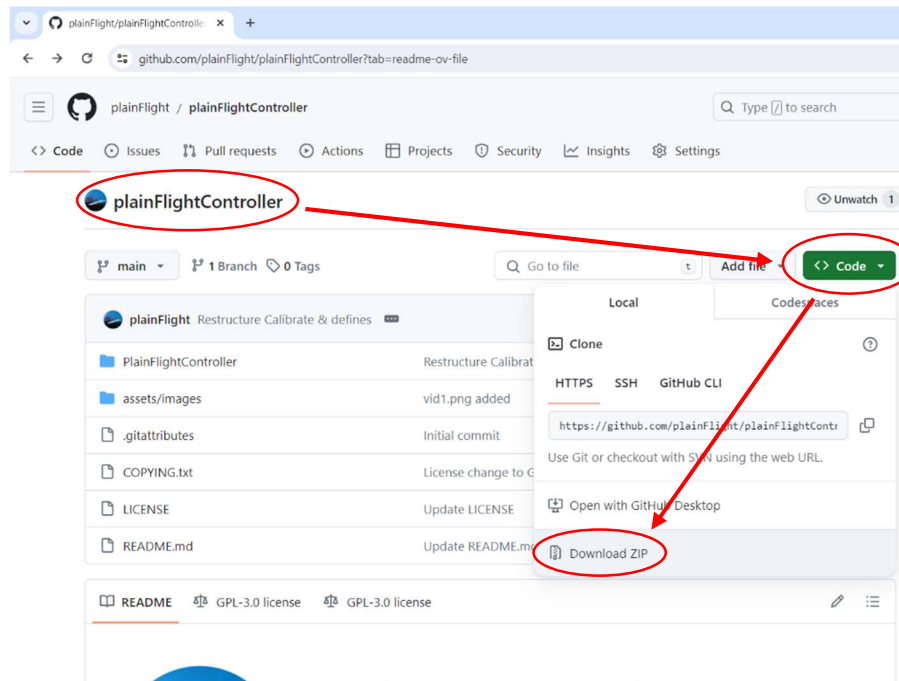 plainFlight/plainFlightControlle
github.com/plainFlight/plainFlightController?tab=readme-ov-file
plainFlight / plainFlightController
Type / to search
Code Issues Pull requests Actions Projects Security Insights Settings
plainFlightController
Unwatch 1
main 1 Branch 0 Tags
Go to file t
Add file
<> Code
Local Codespaces
plainFlight Restructure Calibrate & defines
Clone
PlainFlightController Restructure Calibrat
HTTPS SSH GitHub CLI
assets/images vid1.png added
https://github.com/plainFlight/plainFlightContr
.gitattributes Initial commit
Use Git or checkout with SVN using the web URL.
COPYING.txt License change to G
Open with GitHub Desktop
LICENSE Update LICENSE
README.md Update README.m
Download ZIP
README GPL-3.0 license GPL-3.0 license